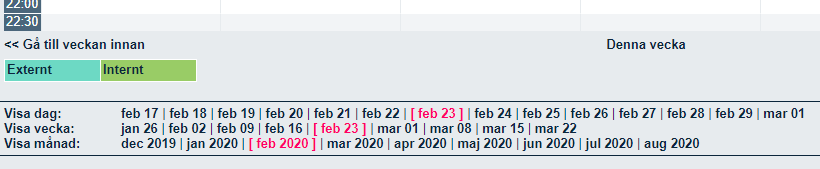 22:00
22:30
<< Gå till veckan innan Denna vecka
Externt Internt
Visa dag: feb 17 | feb 18 | feb 19 | feb 20 | feb 21 | feb 22 | [ feb 23 ] | feb 24 | feb 25 | feb 26 | feb 27 | feb 28 | feb 29 | mar 01
Visa vecka: jan 26 | feb 02 | feb 09 | feb 16 | [ feb 23 ] | mar 01 | mar 08 | mar 15 | mar 22
Visa månad: dec 2019 | jan 2020 | [ feb 2020 ] | mar 2020 | apr 2020 | maj 2020 | jun 2020 | jul 2020 | aug 2020